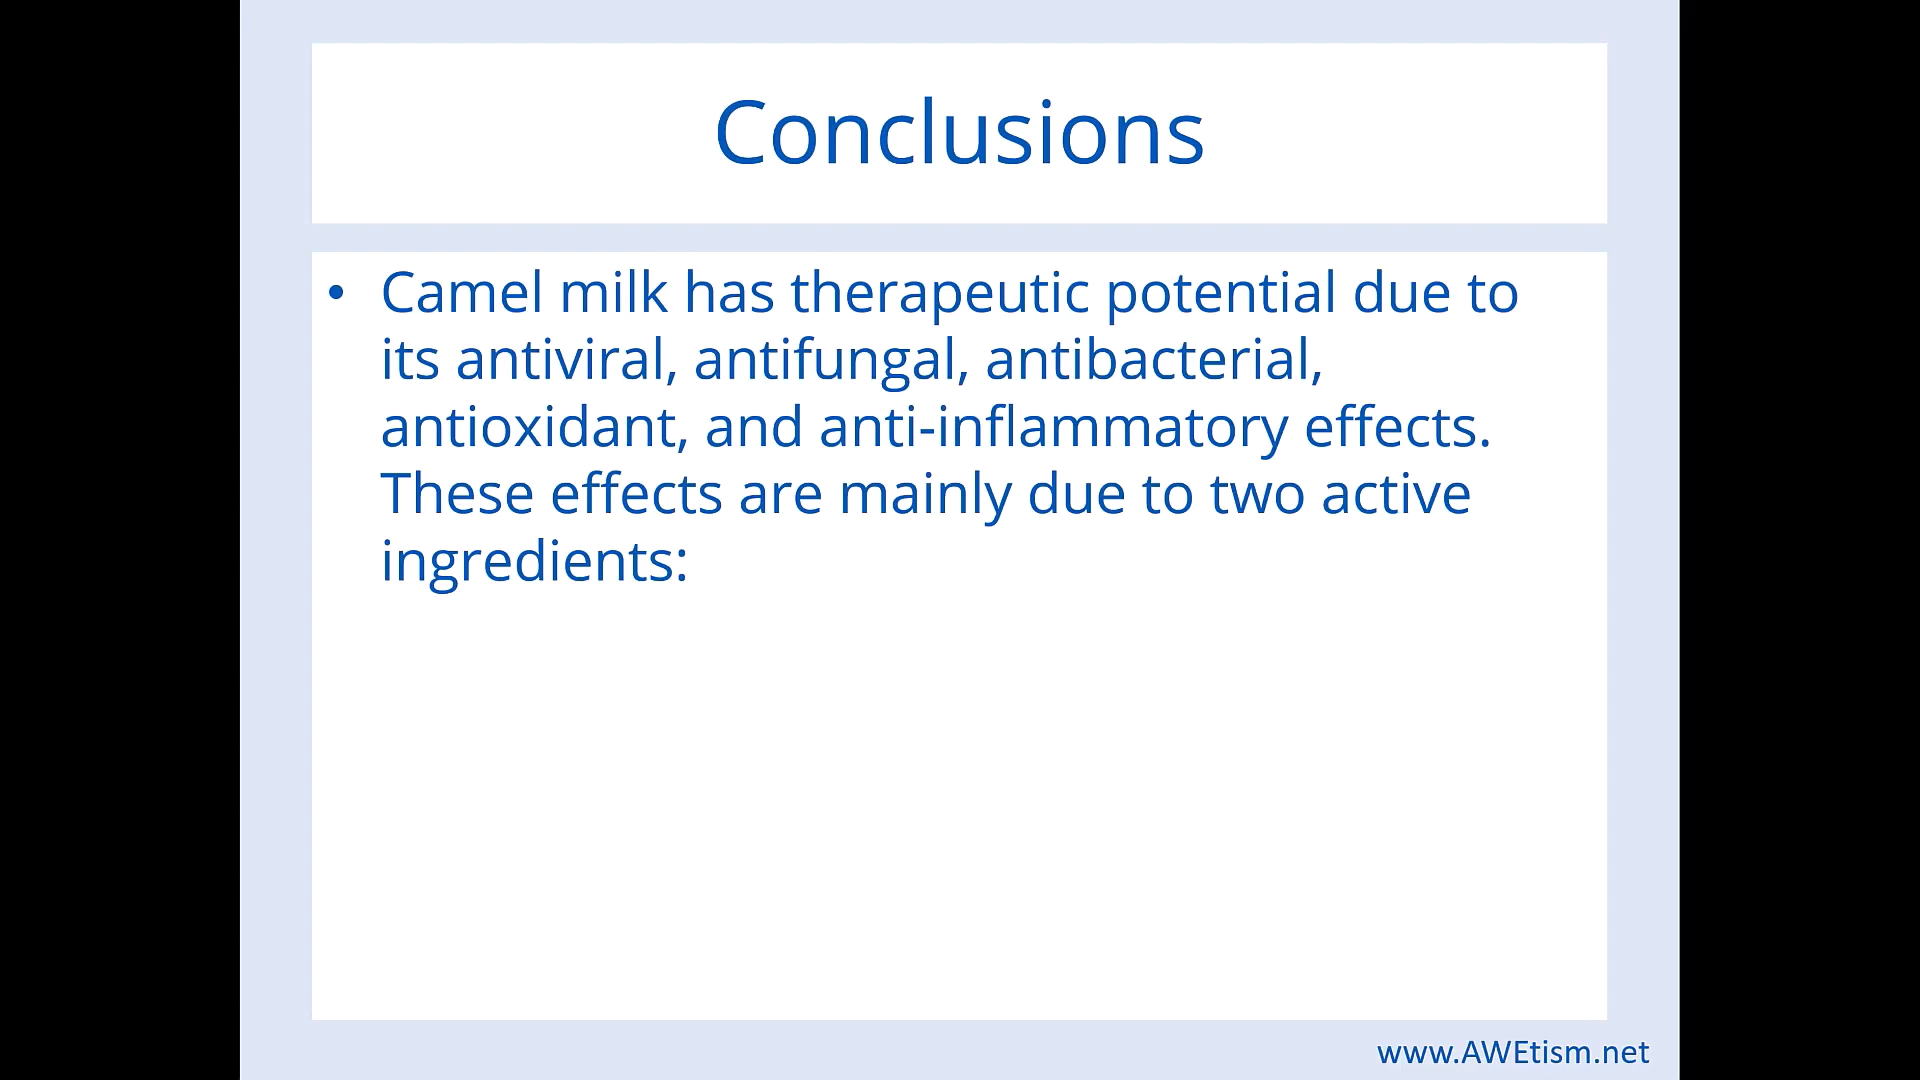 Conclusions
• Camel milk has therapeutic potential due to
its antiviral, antifungal, antibacterial,
antioxidant, and anti-inflammatory effects.
These effects are mainly due to two active
ingredients:
www.AWEtism.net